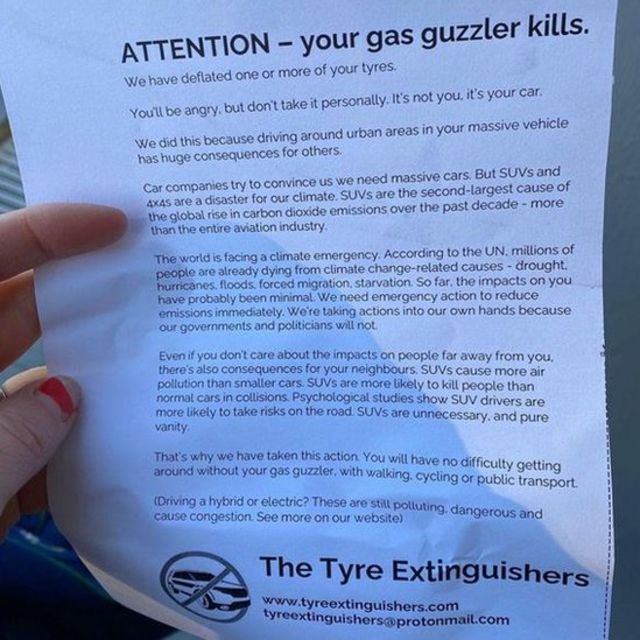 ATTENTION – your gas guzzler kills.
We have deflated one or more of your tyres.
You'll be angry, but don't take it personally. It's not you, it's your car.
We did this because driving around urban areas in your massive vehicle
has huge consequences for others.
Car companies try to convince us we need massive cars. But SUVs and
4x4s are a disaster for our climate. SUVs are the second-largest cause of
the global rise in carbon dioxide emissions over the past decade - more
than the entire aviation industry.
The world is facing a climate emergency. According to the UN, millions of
people are already dying from climate change-related causes - drought,
hurricanes, floods, forced migration, starvation. So far, the impacts on you
have probably been minimal. We need emergency action to reduce
emissions immediately. We're taking actions into our own hands because
our governments and politicians will not.
Even if you don't care about the impacts on people far away from you,
there's also consequences for your neighbours. SUVs cause more air
pollution than smaller cars. SUVs are more likely to kill people than
normal cars in collisions. Psychological studies show SUV drivers are
more likely to take risks on the road. SUVs are unnecessary, and pure
vanity.
That's why we have taken this action. You will have no difficulty getting
around without your gas guzzler, with walking, cycling or public transport.
(Driving a hybrid or electric? These are still polluting, dangerous and
cause congestion. See more on our website)
The Tyre Extinguishers
www.tyreextinguishers.com
tyreextinguishers@protonmail.com